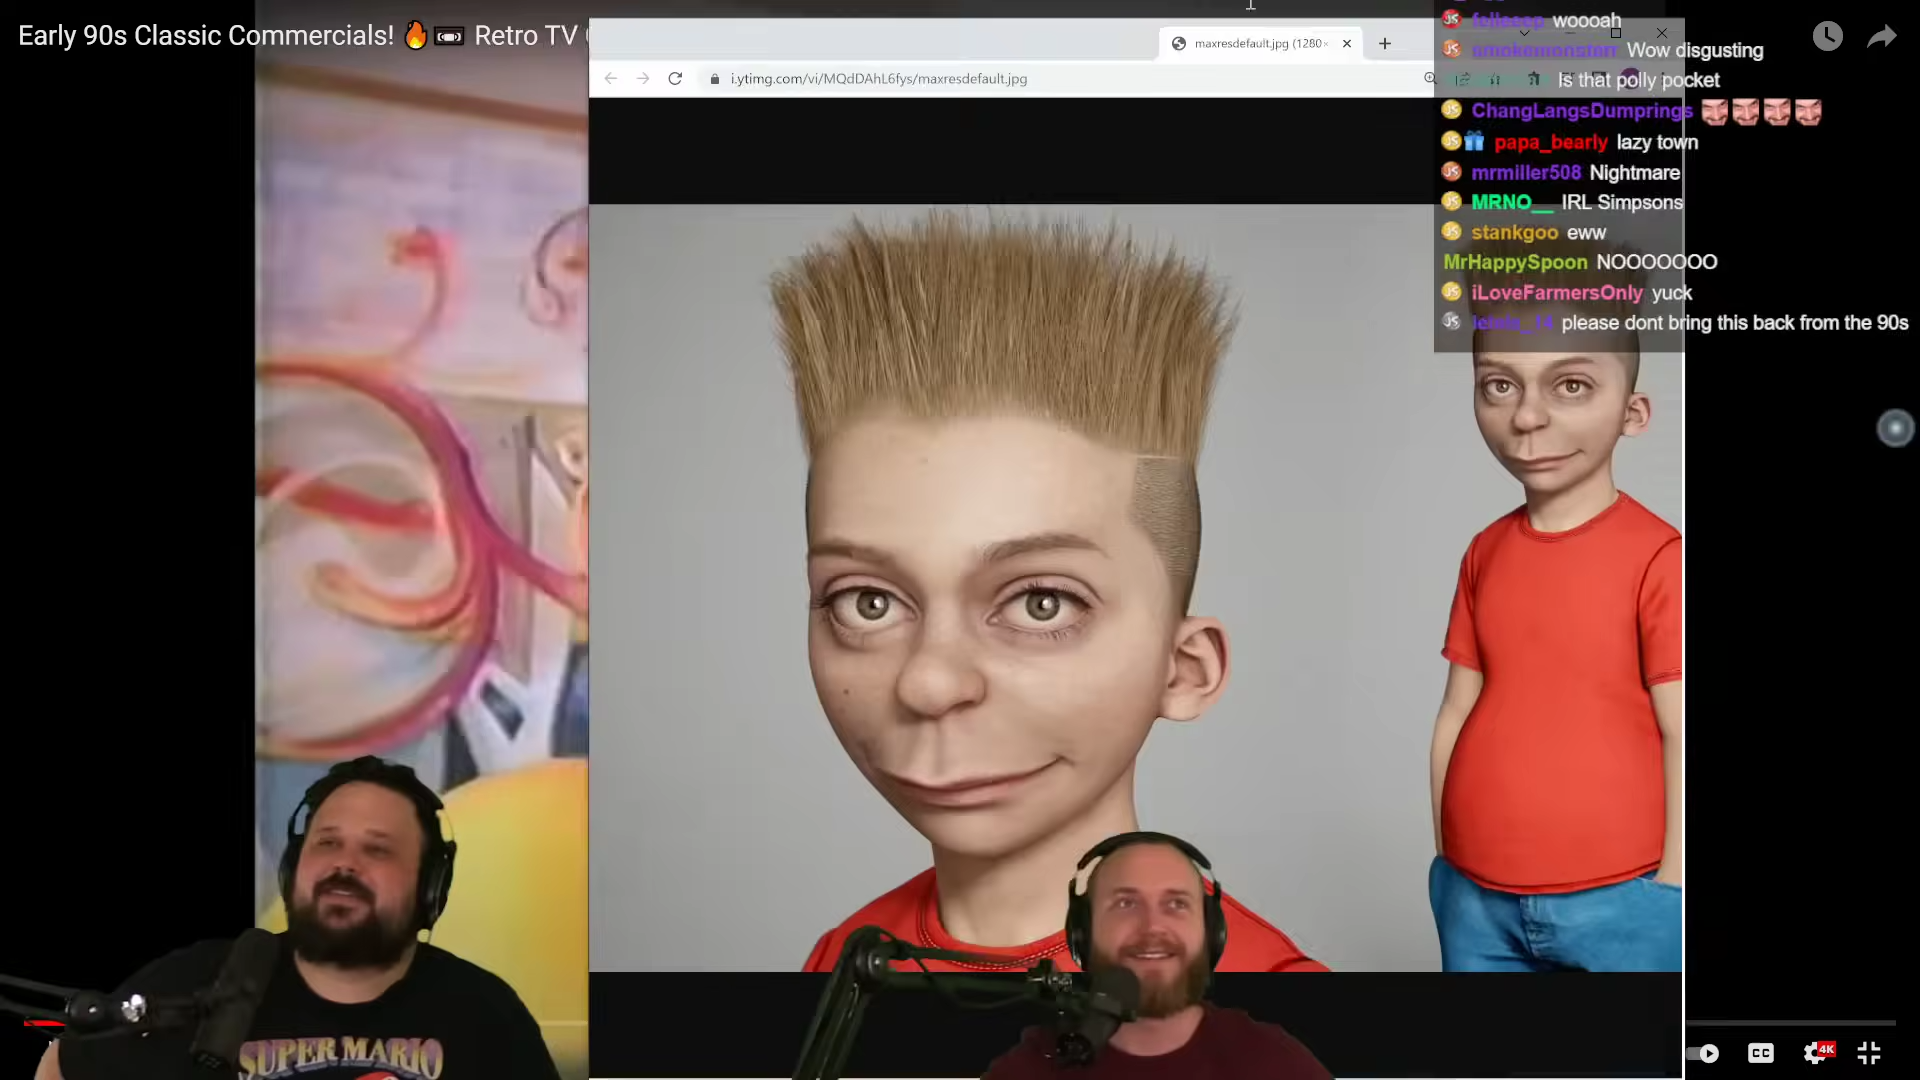 Early 90s Classic Commercials! 🔥📼 Retro TV
maxresdefault.jpg (1280
i.ytimg.com/vi/MQdDAhL6fys/maxresdefault.jpg
woooah
Wow disgusting
Is that polly pocket
ChangLangsDumprings
papa_bearly lazy town
mrmiller508 Nightmare
MRNO__ IRL Simpsons
stankgoo eww
MrHappySpoon NOOOOOOO
iLoveFarmersOnly yuck
please dont bring this back from the 90s
SUPER MARIO
CC
4K